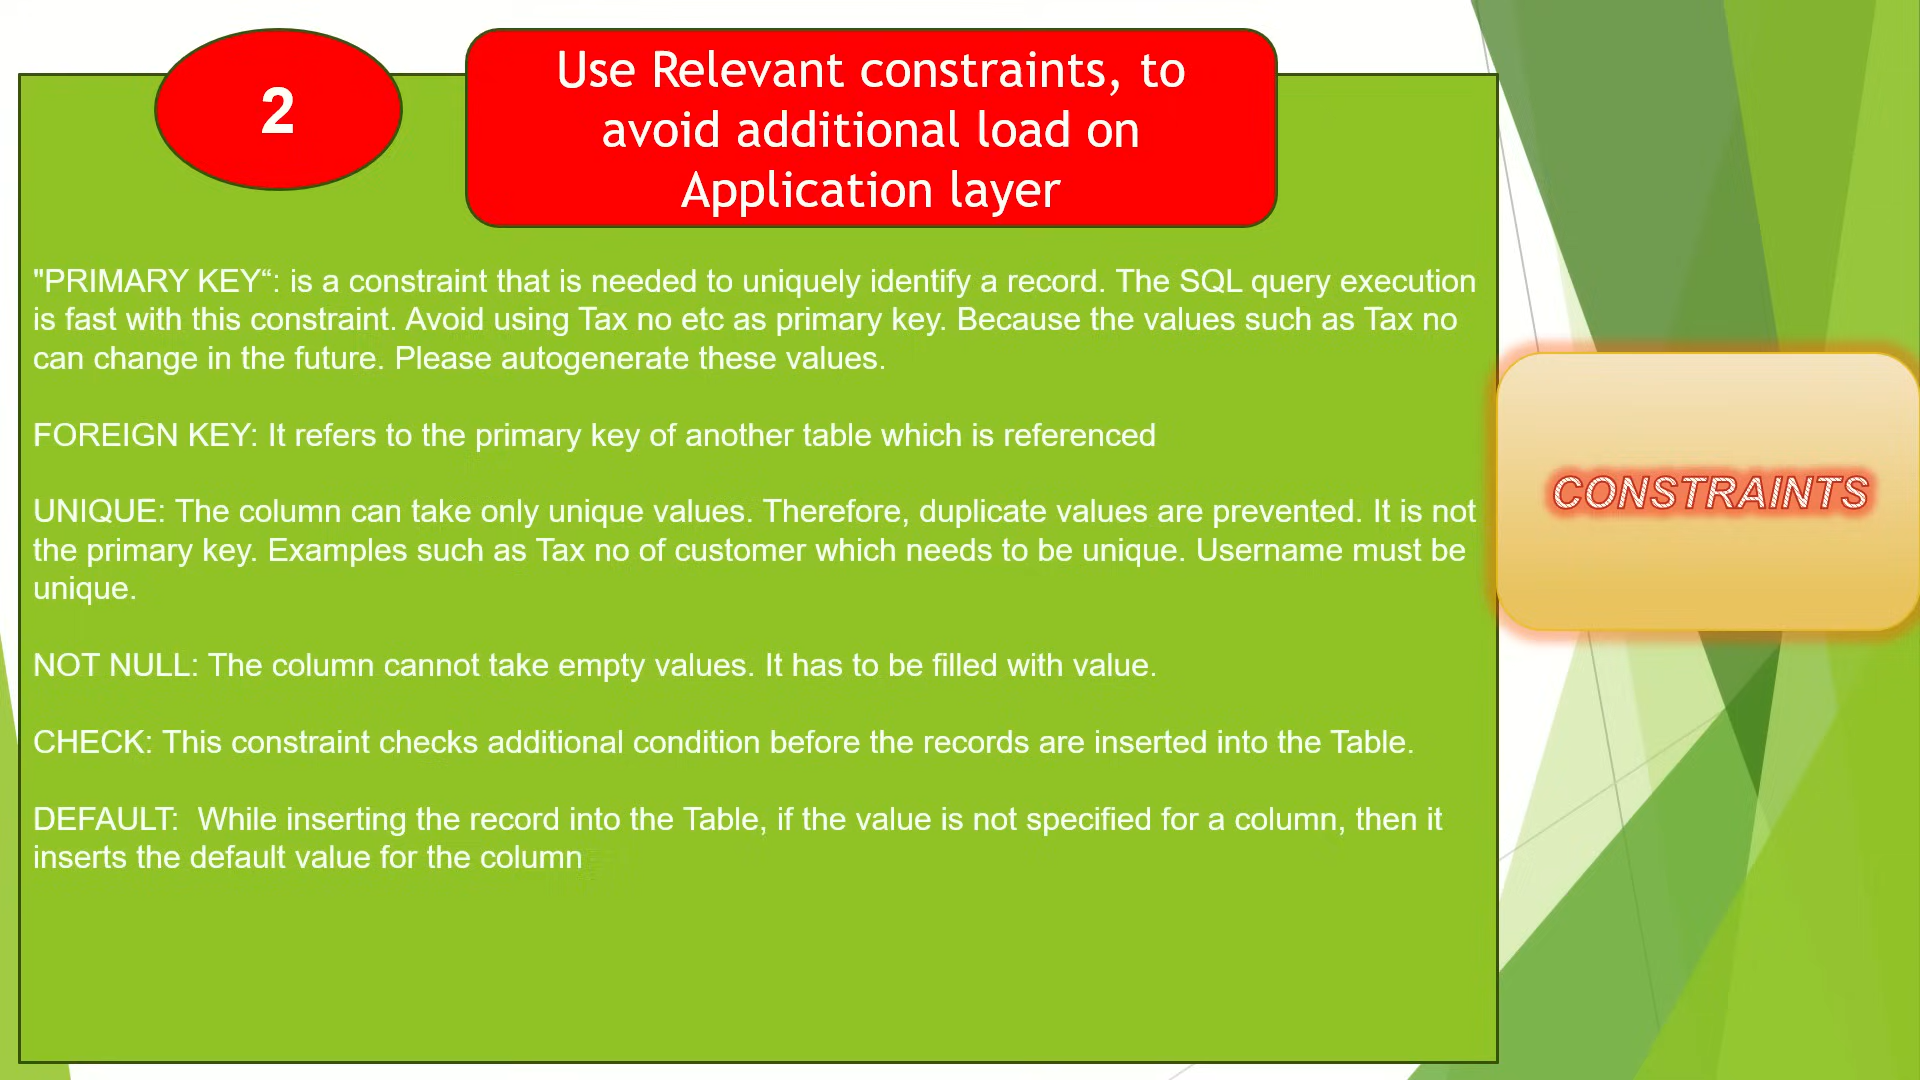 2
Use Relevant constraints, to
avoid additional load on
Application layer
"PRIMARY KEY“: is a constraint that is needed to uniquely identify a record. The SQL query execution
is fast with this constraint. Avoid using Tax no etc as primary key. Because the values such as Tax no
can change in the future. Please autogenerate these values.
FOREIGN KEY: It refers to the primary key of another table which is referenced
UNIQUE: The column can take only unique values. Therefore, duplicate values are prevented. It is not
the primary key. Examples such as Tax no of customer which needs to be unique. Username must be
unique.
NOT NULL: The column cannot take empty values. It has to be filled with value.
CHECK: This constraint checks additional condition before the records are inserted into the Table.
DEFAULT:  While inserting the record into the Table, if the value is not specified for a column, then it
inserts the default value for the column
CONSTRAINTS